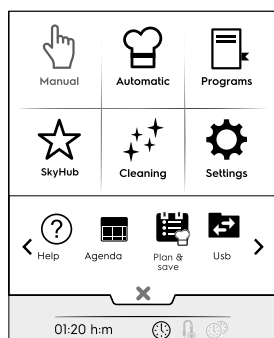 Manual Automatic Programs
SkyHub Cleaning Settings
Help Agenda Plan & save Usb
01:20 h:m